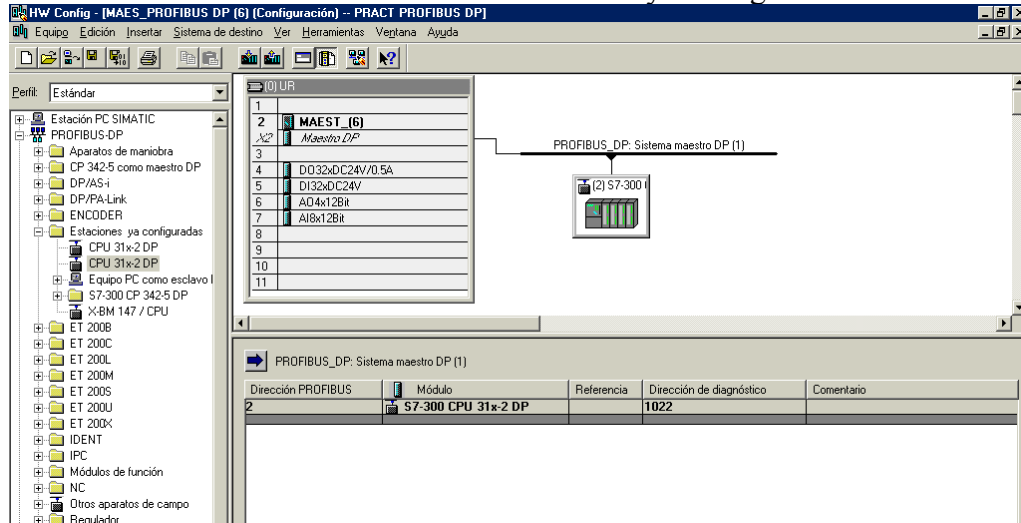 HW Config - [MAES_PROFIBUS DP (6) (Configuración) -- PRACT PROFIBUS DP]
Equipo Edición Insertar Sistema de destino Ver Herramientas Ventana Ayuda
Perfil: Estándar
Estación PC SIMATIC
PROFIBUS-DP
Aparatos de maniobra
CP 342-5 como maestro DP
DP/AS-i
DP/PA-Link
ENCODER
Estaciones ya configuradas
CPU 31x-2 DP
CPU 31x-2 DP
Equipo PC como esclavo
S7-300 CP 342-5 DP
X-BM 147 / CPU
ET 200B
ET 200C
ET 200L
ET 200M
ET 200S
ET 200U
ET 200X
IDENT
IPC
Módulos de función
NC
Otros aparatos de campo
Regulador
(0) UR
1
2 MAEST_(6)
X2 Maestro DP
3
4 DO32xDC24V/0.5A
5 DI32xDC24V
6 AO4x12Bit
7 AI8x12Bit
8
9
10
11
PROFIBUS_DP: Sistema maestro DP (1)
(2) S7-300
PROFIBUS_DP: Sistema maestro DP (1)
Dirección PROFIBUS Módulo Referencia Dirección de diagnóstico Comentario
2 S7-300 CPU 31x-2 DP 1022